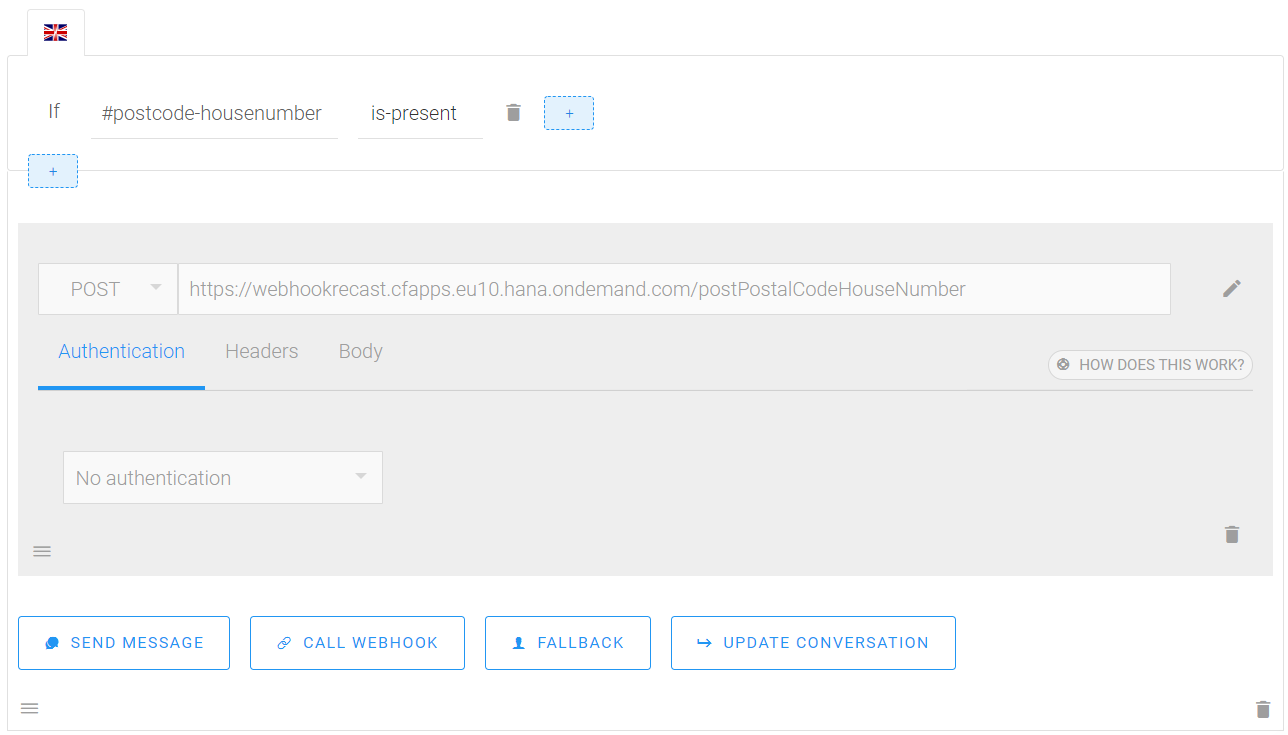 If #postcode-housenumber is-present +
+
POST https://webhookrecast.cfapps.eu10.hana.ondemand.com/postPostalCodeHouseNumber
Authentication Headers Body
HOW DOES THIS WORK?
No authentication
SEND MESSAGE CALL WEBHOOK FALLBACK UPDATE CONVERSATION